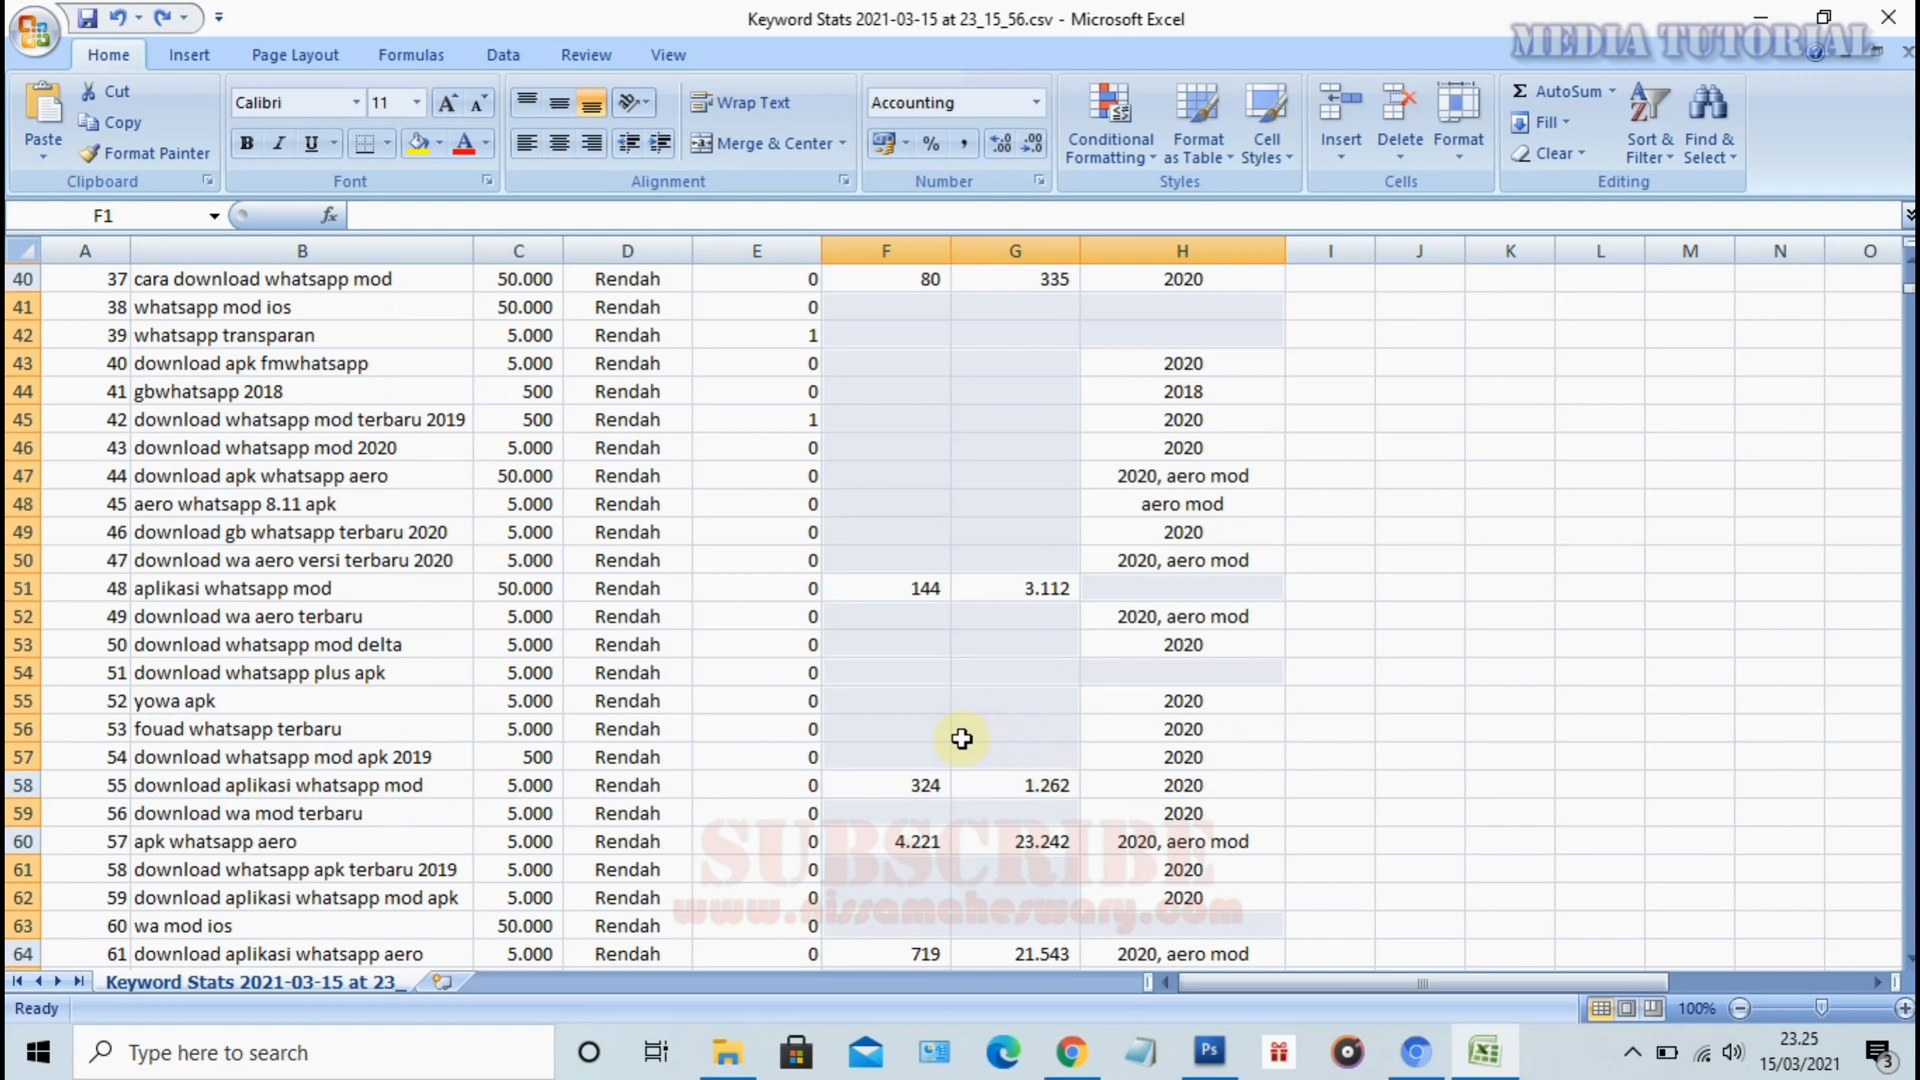 Keyword Stats 2021-03-15 at 23_15_56.csv - Microsoft Excel
MEDIA TUTORIAL
Home Insert Page Layout Formulas Data Review View
Paste Cut Copy Format Painter Clipboard
Calibri 11 B I U Font
Wrap Text Merge & Center Alignment
Accounting % , Number
Conditional Formatting Format as Table Cell Styles Styles
Insert Delete Format Cells
Σ AutoSum Fill Clear Sort & Filter Find & Select Editing
F1 fx
A B C D E F G H I J K L M N O
40 37 cara download whatsapp mod 50.000 Rendah 0 80 335 2020
41 38 whatsapp mod ios 50.000 Rendah 0
42 39 whatsapp transparan 5.000 Rendah 1
43 40 download apk fmwhatsapp 5.000 Rendah 0 2020
44 41 gbwhatsapp 2018 500 Rendah 0 2018
45 42 download whatsapp mod terbaru 2019 500 Rendah 1 2020
46 43 download whatsapp mod 2020 5.000 Rendah 0 2020
47 44 download apk whatsapp aero 50.000 Rendah 0 2020, aero mod
48 45 aero whatsapp 8.11 apk 5.000 Rendah 0 aero mod
49 46 download gb whatsapp terbaru 2020 5.000 Rendah 0 2020
50 47 download wa aero versi terbaru 2020 5.000 Rendah 0 2020, aero mod
51 48 aplikasi whatsapp mod 50.000 Rendah 0 144 3.112
52 49 download wa aero terbaru 5.000 Rendah 0 2020, aero mod
53 50 download whatsapp mod delta 5.000 Rendah 0 2020
54 51 download whatsapp plus apk 5.000 Rendah 0
55 52 yowa apk 5.000 Rendah 0 2020
56 53 fouad whatsapp terbaru 5.000 Rendah 0 2020
57 54 download whatsapp mod apk 2019 500 Rendah 0 2020
58 55 download aplikasi whatsapp mod 5.000 Rendah 0 324 1.262 2020
59 56 download wa mod terbaru 5.000 Rendah 0 2020
60 57 apk whatsapp aero 5.000 Rendah 0 4.221 23.242 2020, aero mod
61 58 download whatsapp apk terbaru 2019 5.000 Rendah 0 2020
62 59 download aplikasi whatsapp mod apk 5.000 Rendah 0 2020
63 60 wa mod ios 50.000 Rendah 0
64 61 download aplikasi whatsapp aero 5.000 Rendah 0 719 21.543 2020, aero mod
SUBSCRIBE
www.nissamaheswary.com
Keyword Stats 2021-03-15 at 23_
Ready 100%
Type here to search
Ps
23.25
15/03/2021
3